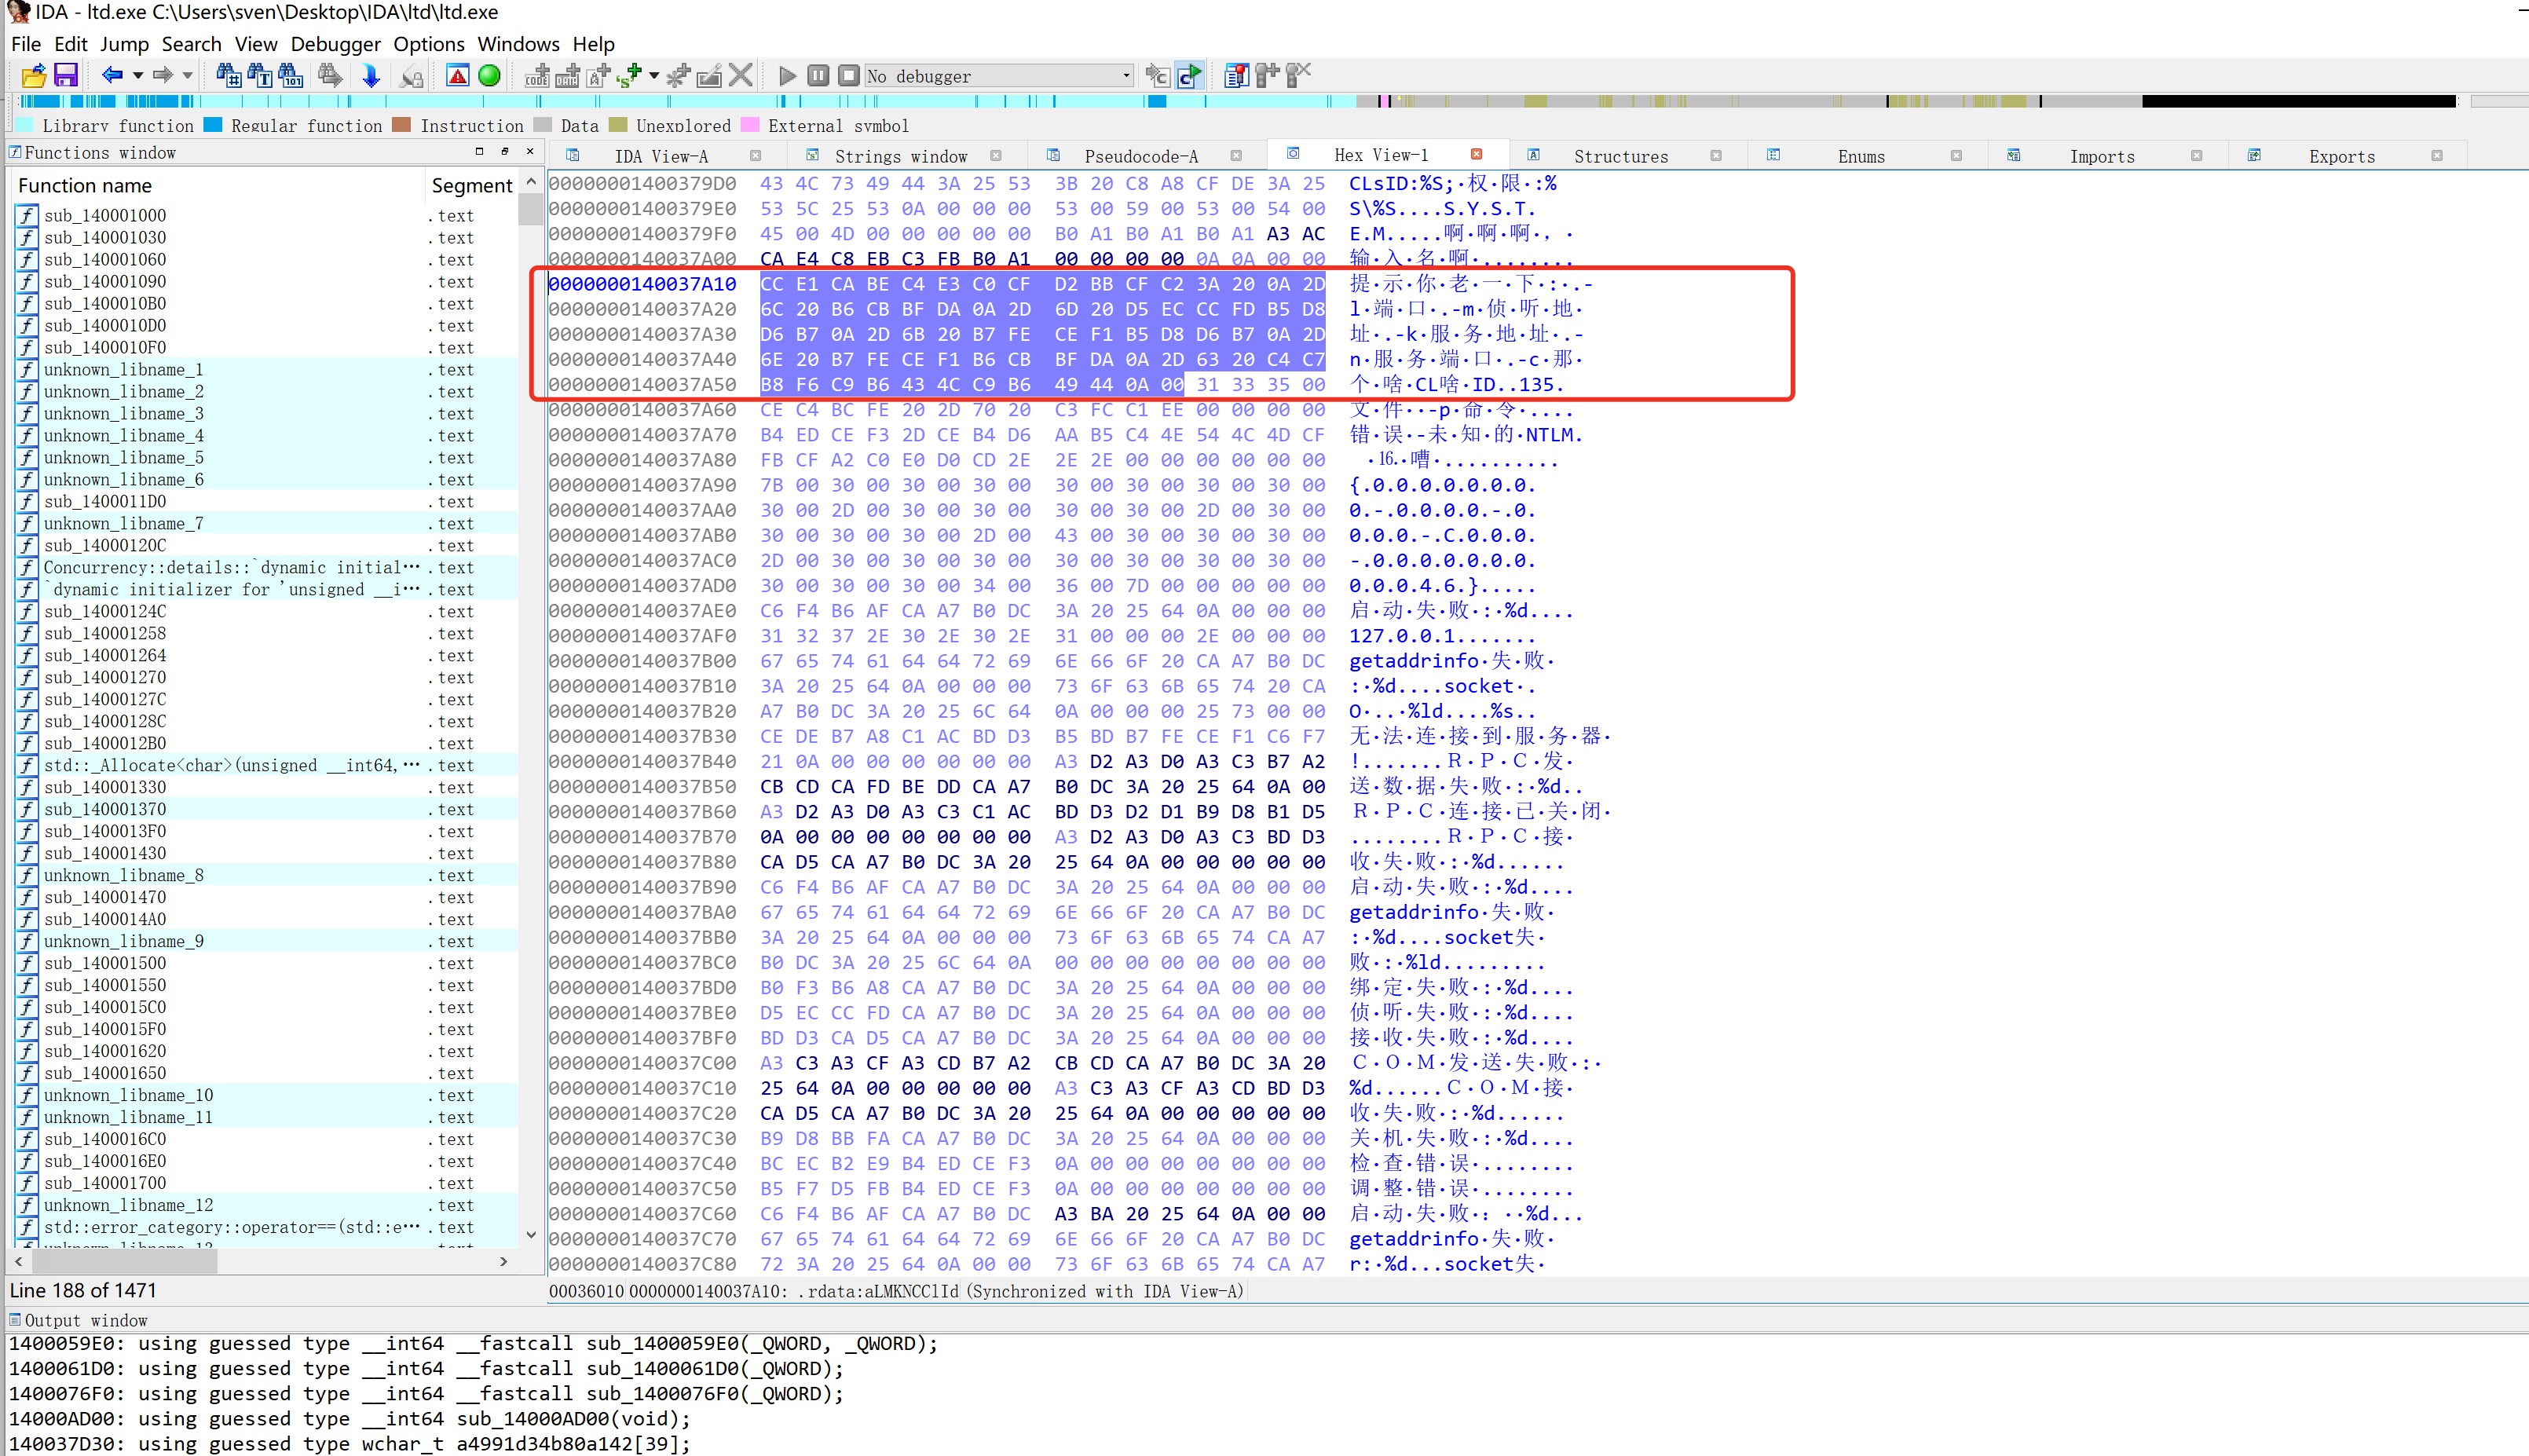 IDA - ltd.exe C:\Users\sven\Desktop\IDA\ltd\ltd.exe
File Edit Jump Search View Debugger Options Windows Help
No debugger
Library function Regular function Instruction Data Unexplored External symbol
Functions window
IDA View-A Strings window Pseudocode-A Hex View-1 Structures Enums Imports Exports
Function name Segment
sub_140001000 .text
sub_140001030 .text
sub_140001060 .text
sub_140001090 .text
sub_1400010B0 .text
sub_1400010D0 .text
sub_1400010F0 .text
unknown_libname_1 .text
unknown_libname_2 .text
unknown_libname_3 .text
unknown_libname_4 .text
unknown_libname_5 .text
unknown_libname_6 .text
sub_1400011D0 .text
unknown_libname_7 .text
sub_14000120C .text
Concurrency::details::`dynamic initial… .text
`dynamic initializer for 'unsigned __i… .text
sub_14000124C .text
sub_140001258 .text
sub_140001264 .text
sub_140001270 .text
sub_14000127C .text
sub_14000128C .text
sub_1400012B0 .text
std::_Allocate<char>(unsigned __int64,… .text
sub_140001330 .text
sub_140001370 .text
sub_1400013F0 .text
sub_140001430 .text
unknown_libname_8 .text
sub_140001470 .text
sub_1400014A0 .text
unknown_libname_9 .text
sub_140001500 .text
sub_140001550 .text
sub_1400015C0 .text
sub_1400015F0 .text
sub_140001620 .text
sub_140001650 .text
unknown_libname_10 .text
unknown_libname_11 .text
sub_1400016C0 .text
sub_1400016E0 .text
sub_140001700 .text
unknown_libname_12 .text
std::error_category::operator==(std::e… .text
Line 188 of 1471
00000001400379D0 43 4C 73 49 44 3A 25 53 3B 20 C8 A8 CF DE 3A 25 CLsID:%S;·权·限·:%
00000001400379E0 53 5C 25 53 0A 00 00 00 53 00 59 00 53 00 54 00 S\%S....S.Y.S.T.
00000001400379F0 45 00 4D 00 00 00 00 00 B0 A1 B0 A1 B0 A1 A3 AC E.M.....啊·啊·啊·，·
0000000140037A00 CA E4 C8 EB C3 FB B0 A1 00 00 00 00 0A 0A 00 00 输·入·名·啊·........
0000000140037A10 CC E1 CA BE C4 E3 C0 CF D2 BB CF C2 3A 20 0A 2D 提·示·你·老·一·下·:..-
0000000140037A20 6C 20 B6 CB BF DA 0A 2D 6D 20 D5 EC CC FD B5 D8 l·端·口·.-m·侦·听·地·
0000000140037A30 D6 B7 0A 2D 6B 20 B7 FE CE F1 B5 D8 D6 B7 0A 2D 址·.-k·服·务·地·址·.-
0000000140037A40 6E 20 B7 FE CE F1 B6 CB BF DA 0A 2D 63 20 C4 C7 n·服·务·端·口·.-c·那·
0000000140037A50 B8 F6 C9 B6 43 4C C9 B6 49 44 0A 00 31 33 35 00 个·啥·CL啥·ID..135.
0000000140037A60 CE C4 BC FE 20 2D 70 20 C3 FC C1 EE 00 00 00 00 文·件··-p·命·令·....
0000000140037A70 B4 ED CE F3 2D CE B4 D6 AA B5 C4 4E 54 4C 4D CF 错·误·-未·知·的·NTLM.
0000000140037A80 FB CF A2 C0 E0 D0 CD 2E 2E 2E 00 00 00 00 00 00 ·⒗·嘈·..........
0000000140037A90 7B 00 30 00 30 00 30 00 30 00 30 00 30 00 30 00 {.0.0.0.0.0.0.0.
0000000140037AA0 30 00 2D 00 30 00 30 00 30 00 30 00 2D 00 30 00 0.-.0.0.0.0.-.0.
0000000140037AB0 30 00 30 00 30 00 2D 00 43 00 30 00 30 00 30 00 0.0.0.-.C.0.0.0.
0000000140037AC0 2D 00 30 00 30 00 30 00 30 00 30 00 30 00 30 00 -.0.0.0.0.0.0.0.
0000000140037AD0 30 00 30 00 30 00 34 00 36 00 7D 00 00 00 00 00 0.0.0.4.6.}.....
0000000140037AE0 C6 F4 B6 AF CA A7 B0 DC 3A 20 25 64 0A 00 00 00 启·动·失·败·:·%d....
0000000140037AF0 31 32 37 2E 30 2E 30 2E 31 00 00 00 2E 00 00 00 127.0.0.1.......
0000000140037B00 67 65 74 61 64 64 72 69 6E 66 6F 20 CA A7 B0 DC getaddrinfo·失·败·
0000000140037B10 3A 20 25 64 0A 00 00 00 73 6F 63 6B 65 74 20 CA :·%d....socket·.
0000000140037B20 A7 B0 DC 3A 20 25 6C 64 0A 00 00 00 25 73 00 00 О...·%ld....%s..
0000000140037B30 CE DE B7 A8 C1 AC BD D3 B5 BD B7 FE CE F1 C6 F7 无·法·连·接·到·服·务·器·
0000000140037B40 21 0A 00 00 00 00 00 00 A3 D2 A3 D0 A3 C3 B7 A2 !.......Ｒ·Ｐ·Ｃ·发·
0000000140037B50 CB CD CA FD BE DD CA A7 B0 DC 3A 20 25 64 0A 00 送·数·据·失·败·:·%d..
0000000140037B60 A3 D2 A3 D0 A3 C3 C1 AC BD D3 D2 D1 B9 D8 B1 D5 Ｒ·Ｐ·Ｃ·连·接·已·关·闭·
0000000140037B70 0A 00 00 00 00 00 00 00 A3 D2 A3 D0 A3 C3 BD D3 ........Ｒ·Ｐ·Ｃ·接·
0000000140037B80 CA D5 CA A7 B0 DC 3A 20 25 64 0A 00 00 00 00 00 收·失·败·:·%d......
0000000140037B90 C6 F4 B6 AF CA A7 B0 DC 3A 20 25 64 0A 00 00 00 启·动·失·败·:·%d....
0000000140037BA0 67 65 74 61 64 64 72 69 6E 66 6F 20 CA A7 B0 DC getaddrinfo·失·败·
0000000140037BB0 3A 20 25 64 0A 00 00 00 73 6F 63 6B 65 74 CA A7 :·%d....socket失·
0000000140037BC0 B0 DC 3A 20 25 6C 64 0A 00 00 00 00 00 00 00 00 败·:·%ld.........
0000000140037BD0 B0 F3 B6 A8 CA A7 B0 DC 3A 20 25 64 0A 00 00 00 绑·定·失·败·:·%d....
0000000140037BE0 D5 EC CC FD CA A7 B0 DC 3A 20 25 64 0A 00 00 00 侦·听·失·败·:·%d....
0000000140037BF0 BD D3 CA D5 CA A7 B0 DC 3A 20 25 64 0A 00 00 00 接·收·失·败·:·%d....
0000000140037C00 A3 C3 A3 CF A3 CD B7 A2 CB CD CA A7 B0 DC 3A 20 Ｃ·Ｏ·Ｍ·发·送·失·败·:·
0000000140037C10 25 64 0A 00 00 00 00 00 A3 C3 A3 CF A3 CD BD D3 %d......Ｃ·Ｏ·Ｍ·接·
0000000140037C20 CA D5 CA A7 B0 DC 3A 20 25 64 0A 00 00 00 00 00 收·失·败·:·%d......
0000000140037C30 B9 D8 BB FA CA A7 B0 DC 3A 20 25 64 0A 00 00 00 关·机·失·败·:·%d....
0000000140037C40 BC EC B2 E9 B4 ED CE F3 0A 00 00 00 00 00 00 00 检·查·错·误·........
0000000140037C50 B5 F7 D5 FB B4 ED CE F3 0A 00 00 00 00 00 00 00 调·整·错·误·........
0000000140037C60 C6 F4 B6 AF CA A7 B0 DC A3 BA 20 25 64 0A 00 00 启·动·失·败·：··%d...
0000000140037C70 67 65 74 61 64 64 72 69 6E 66 6F 20 CA A7 B0 DC getaddrinfo·失·败·
0000000140037C80 72 3A 20 25 64 0A 00 00 73 6F 63 6B 65 74 CA A7 r:·%d...socket失·
00036010 0000000140037A10: .rdata:aLMKNCClId (Synchronized with IDA View-A)
Output window
1400059E0: using guessed type __int64 __fastcall sub_1400059E0(_QWORD, _QWORD);
1400061D0: using guessed type __int64 __fastcall sub_1400061D0(_QWORD);
1400076F0: using guessed type __int64 __fastcall sub_1400076F0(_QWORD);
14000AD00: using guessed type __int64 sub_14000AD00(void);
140037D30: using guessed type wchar_t a4991d34b80a142[39];